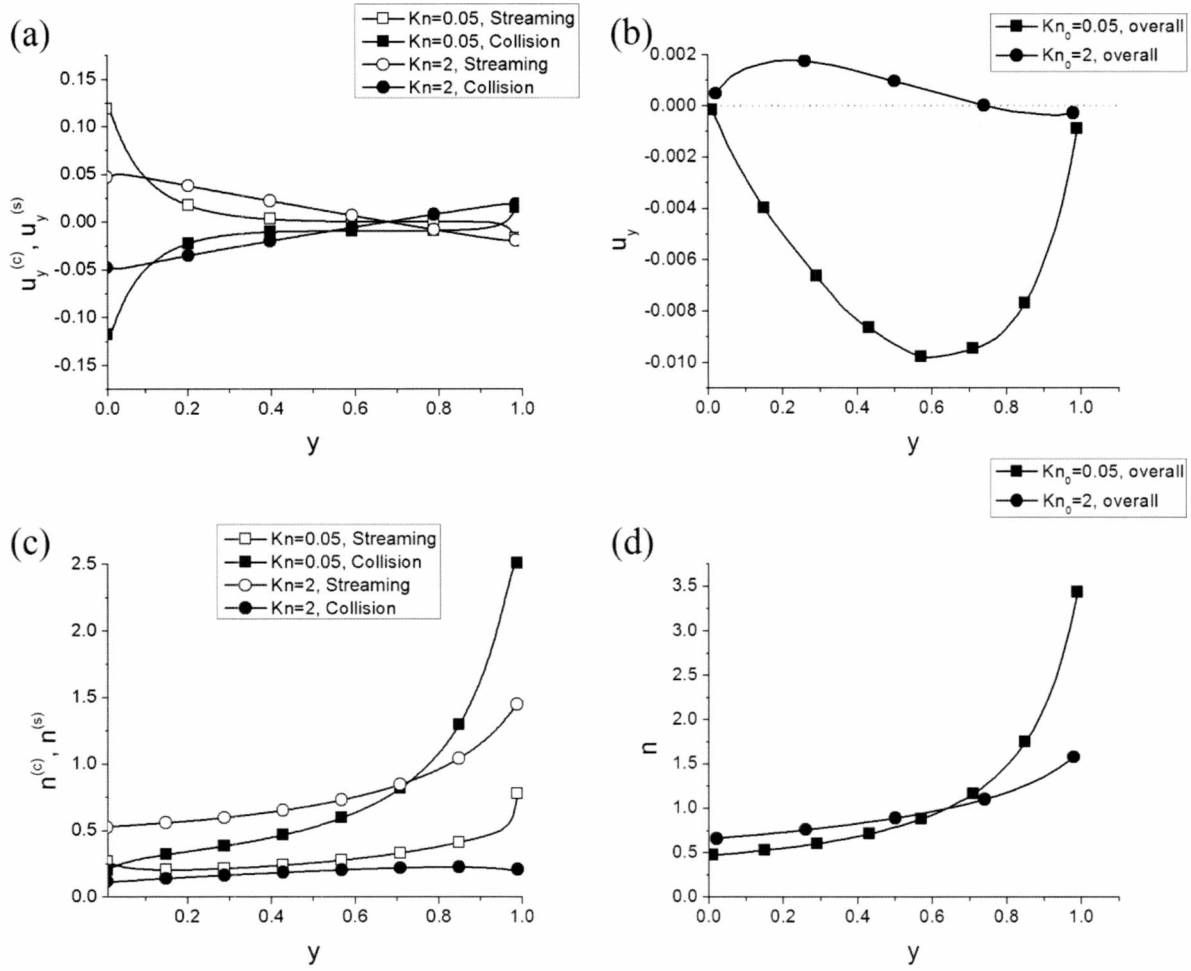 (a)
Kn=0.05, Streaming
Kn=0.05, Collision
Kn=2, Streaming
Kn=2, Collision
0.15
0.10
0.05
0.00
-0.05
-0.10
-0.15
u_y^(c), u_y^(s)
0.0 0.2 0.4 0.6 0.8 1.0
y
(b)
Kn₀=0.05, overall
Kn₀=2, overall
0.002
0.000
-0.002
-0.004
-0.006
-0.008
-0.010
u_y
0.0 0.2 0.4 0.6 0.8 1.0
y
(c)
Kn=0.05, Streaming
Kn=0.05, Collision
Kn=2, Streaming
Kn=2, Collision
2.5
2.0
1.5
1.0
0.5
0.0
n^(c), n^(s)
0.2 0.4 0.6 0.8 1.0
y
(d)
Kn₀=0.05, overall
Kn₀=2, overall
3.5
3.0
2.5
2.0
1.5
1.0
0.5
0.0
n
0.0 0.2 0.4 0.6 0.8 1.0
y